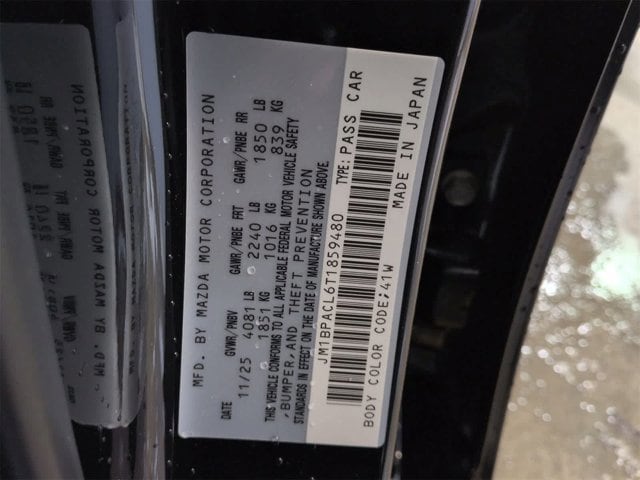 MFD. BY MAZDA MOTOR CORPORATION
DATE GVWR/PNBV GAWR/PNBE FRT GAWR/PNBE RR
11/25 4081 LB 2240 LB 1850 LB
1851 KG 1016 KG 839 KG
THIS VEHICLE CONFORMS TO ALL APPLICABLE FEDERAL MOTOR VEHICLE SAFETY
,BUMPER, AND THEFT PREVENTION
STANDARDS IN EFFECT ON THE DATE OF MANUFACTURE SHOWN ABOVE.
JM1BPACL6T1859480 TYPE: PASS CAR
BODY COLOR CODE;41W MADE IN JAPAN